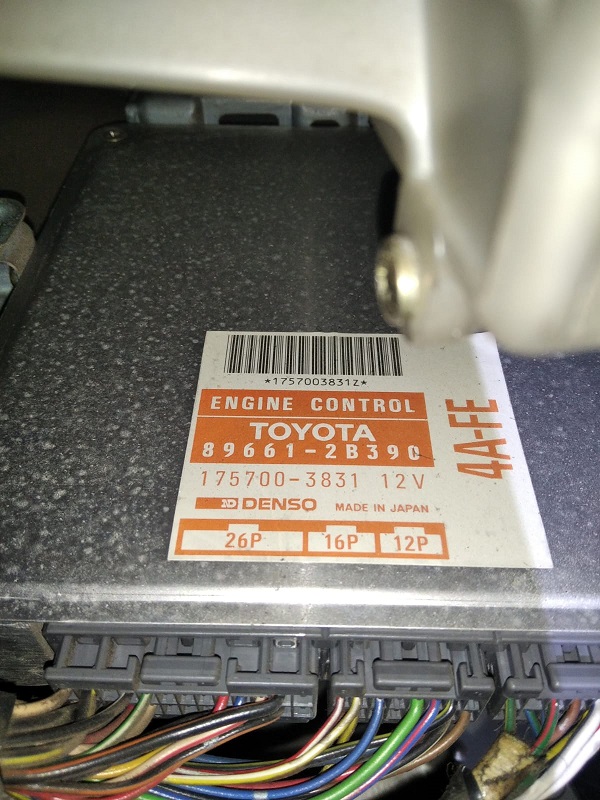 *1757003831Z*
ENGINE CONTROL
TOYOTA
89661-2B390
175700-3831 12V
DENSO MADE IN JAPAN
26P 16P 12P
4A-FE